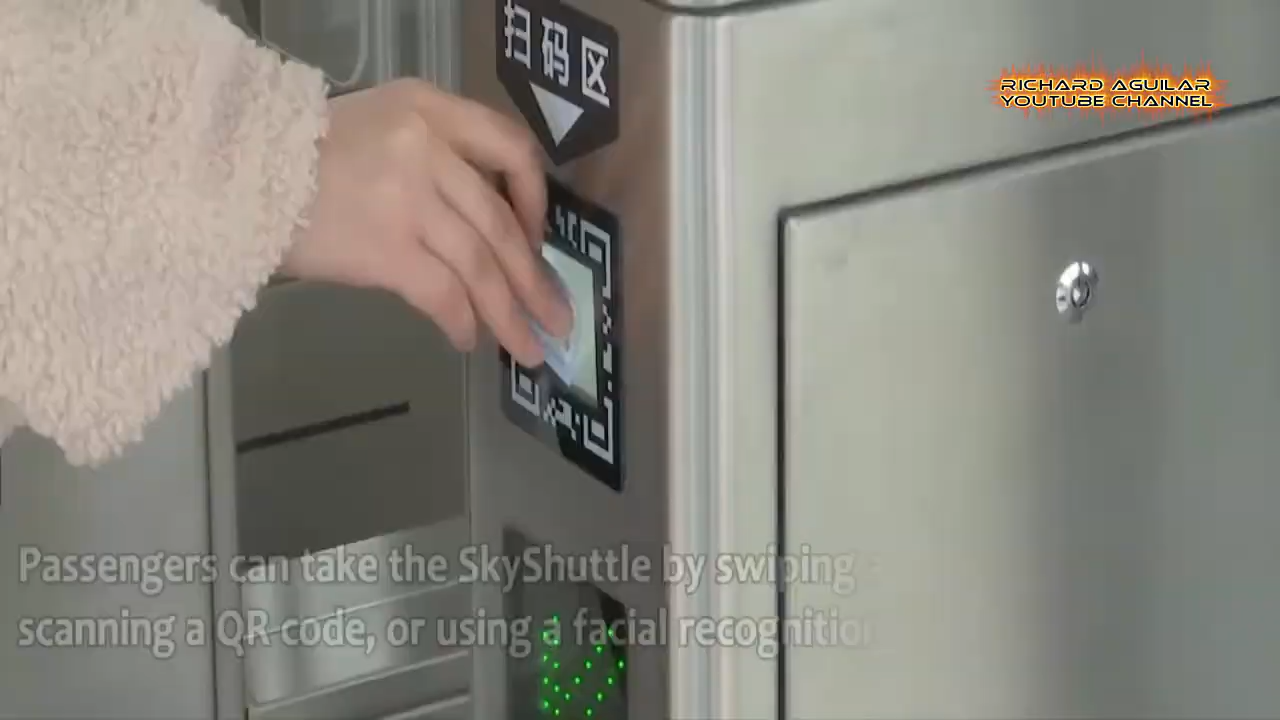 扫码区
RICHARD AGUILAR
YOUTUBE CHANNEL
Passengers can take the SkyShuttle by swiping
scanning a QR code, or using a facial recognition